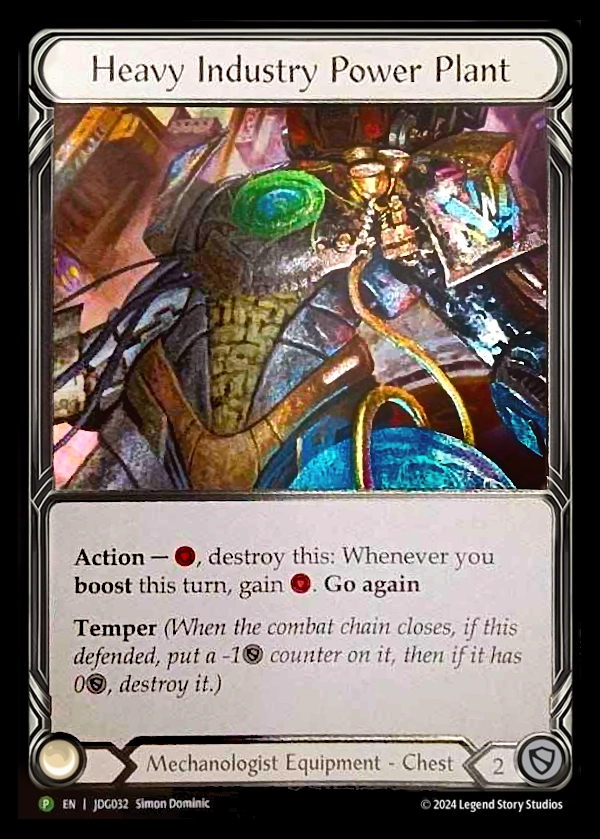 Heavy Industry Power Plant
Action — , destroy this: Whenever you
boost this turn, gain . Go again
Temper (When the combat chain closes, if this
defended, put a -1 counter on it, then if it has
0, destroy it.)
Mechanologist Equipment - Chest
2
P EN | JDG032 Simon Dominic
© 2024 Legend Story Studios